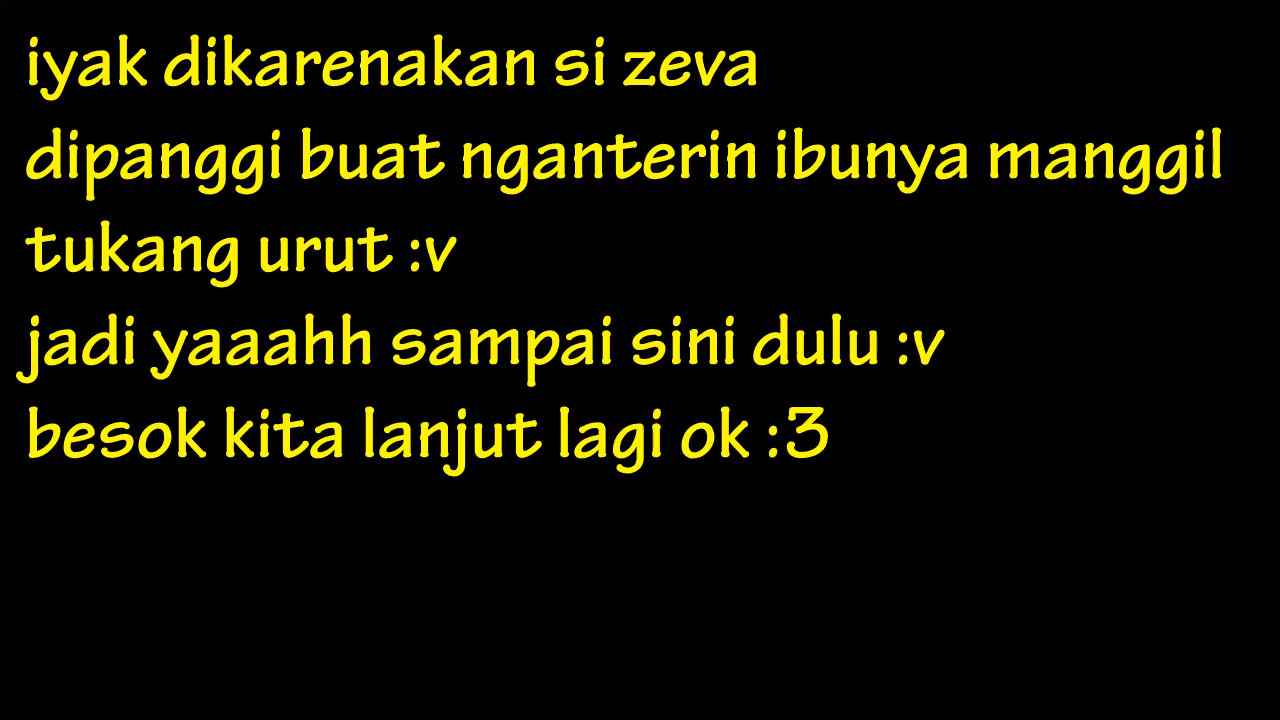 iyak dikarenakan si zeva
dipanggi buat nganterin ibunya manggil
tukang urut :v
jadi yaaahh sampai sini dulu :v
besok kita lanjut lagi ok :3